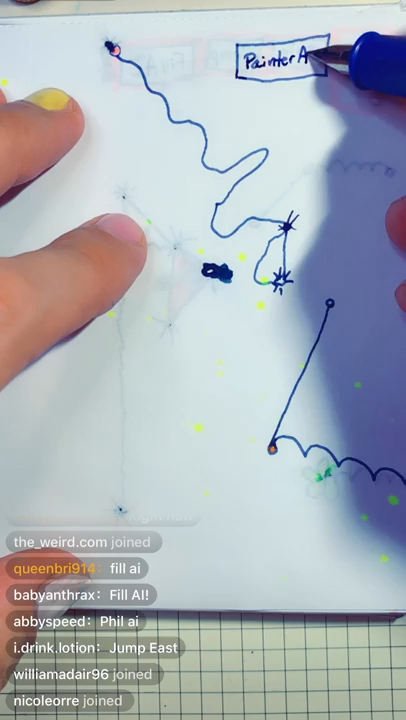 PainterA
the_weird.com joined
queenbri914: fill ai
babyanthrax: Fill AI!
abbyspeed: Phil ai
i.drink.lotion: Jump East
williamadair96 joined
nicoleorre joined